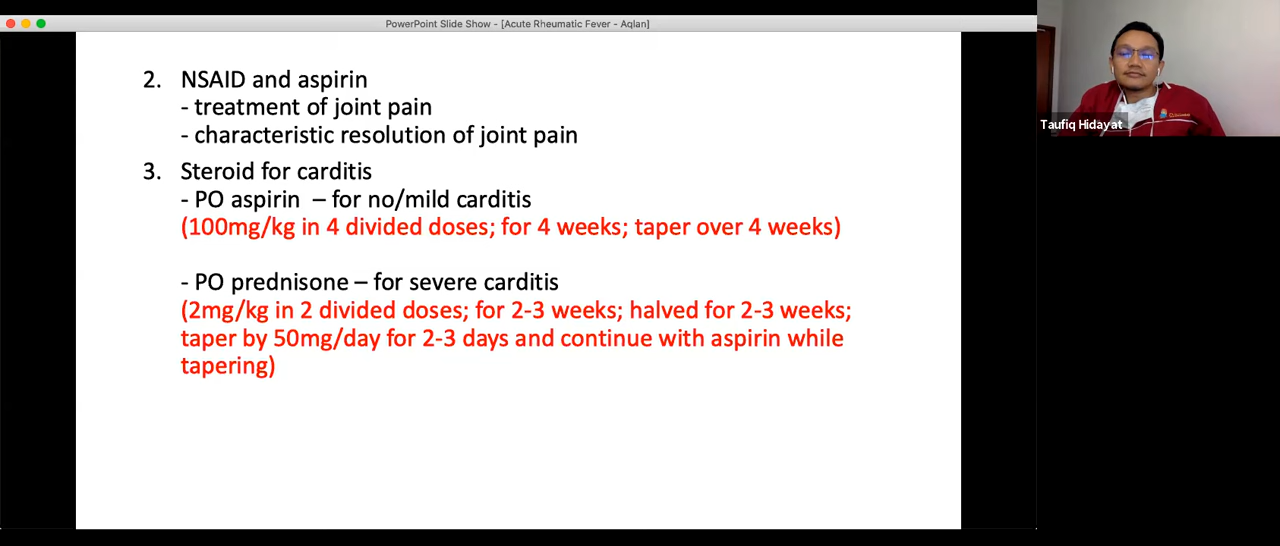 PowerPoint Slide Show - [Acute Rheumatic Fever - Aqlan]
2. NSAID and aspirin
- treatment of joint pain
- characteristic resolution of joint pain
3. Steroid for carditis
- PO aspirin – for no/mild carditis
(100mg/kg in 4 divided doses; for 4 weeks; taper over 4 weeks)
- PO prednisone – for severe carditis
(2mg/kg in 2 divided doses; for 2-3 weeks; halved for 2-3 weeks;
taper by 50mg/day for 2-3 days and continue with aspirin while
tapering)
Taufiq Hidayat